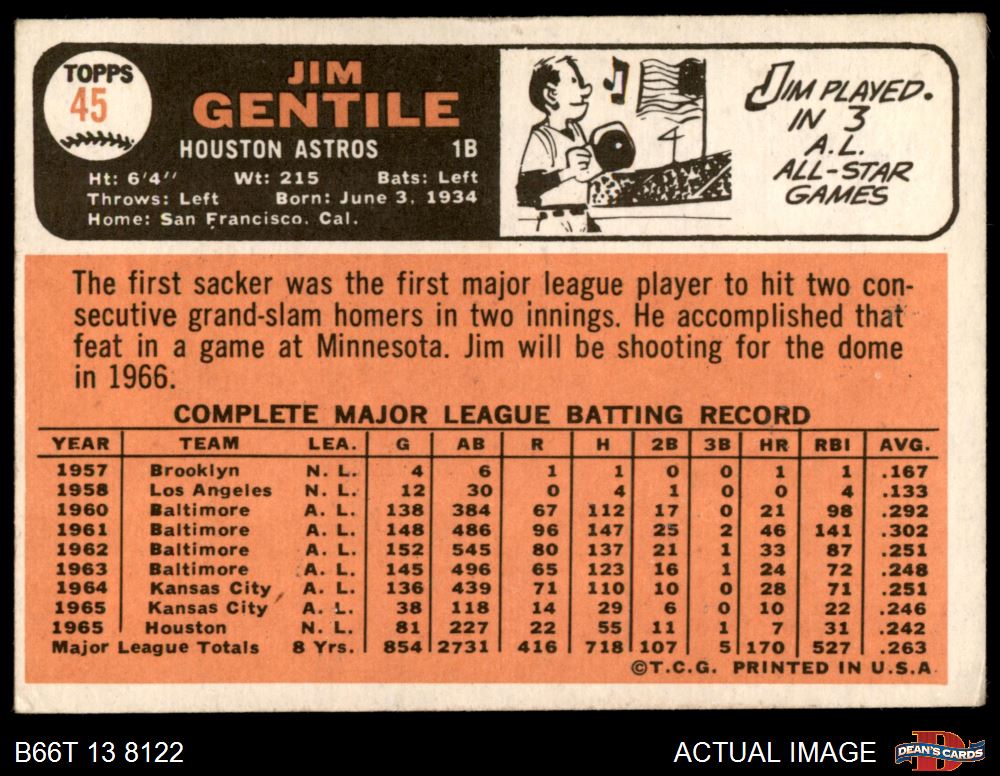 TOPPS
45
JIM
GENTILE
HOUSTON ASTROS 1B
Ht: 6'4" Wt: 215 Bats: Left
Throws: Left Born: June 3, 1934
Home: San Francisco, Cal.
JIM PLAYED
IN 3
A.L.
ALL-STAR
GAMES
The first sacker was the first major league player to hit two con-
secutive grand-slam homers in two innings. He accomplished that
feat in a game at Minnesota. Jim will be shooting for the dome
in 1966.
COMPLETE MAJOR LEAGUE BATTING RECORD
YEAR TEAM LEA. G AB R H 2B 3B HR RBI AVG.
1957 Brooklyn N. L. 4 6 1 1 0 0 1 1 .167
1958 Los Angeles N. L. 12 30 0 4 1 0 0 4 .133
1960 Baltimore A. L. 138 384 67 112 17 0 21 98 .292
1961 Baltimore A. L. 148 486 96 147 25 2 46 141 .302
1962 Baltimore A. L. 152 545 80 137 21 1 33 87 .251
1963 Baltimore A. L. 145 496 65 123 16 1 24 72 .248
1964 Kansas City A. L. 136 439 71 110 10 0 28 71 .251
1965 Kansas City A. L. 38 118 14 29 6 0 10 22 .246
1965 Houston N. L. 81 227 22 55 11 1 7 31 .242
Major League Totals 8 Yrs. 854 2731 416 718 107 5 170 527 .263
©T.C.G. PRINTED IN U.S.A.
B66T 13 8122 ACTUAL IMAGE DEAN'S CARDS